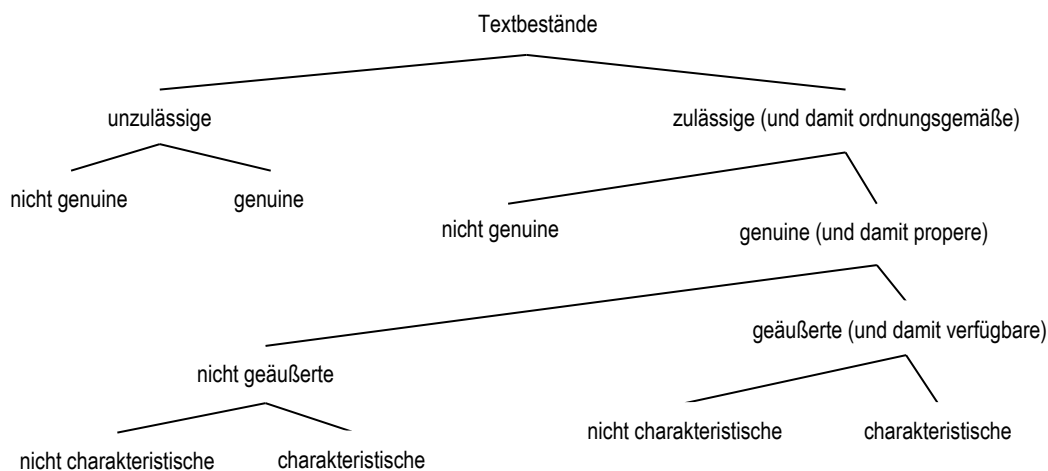 Textbestände
unzulässige
zulässige (und damit ordnungsgemäße)
nicht genuine
genuine
nicht genuine
genuine (und damit propere)
geäußerte (und damit verfügbare)
nicht geäußerte
nicht charakteristische
charakteristische
nicht charakteristische
charakteristische